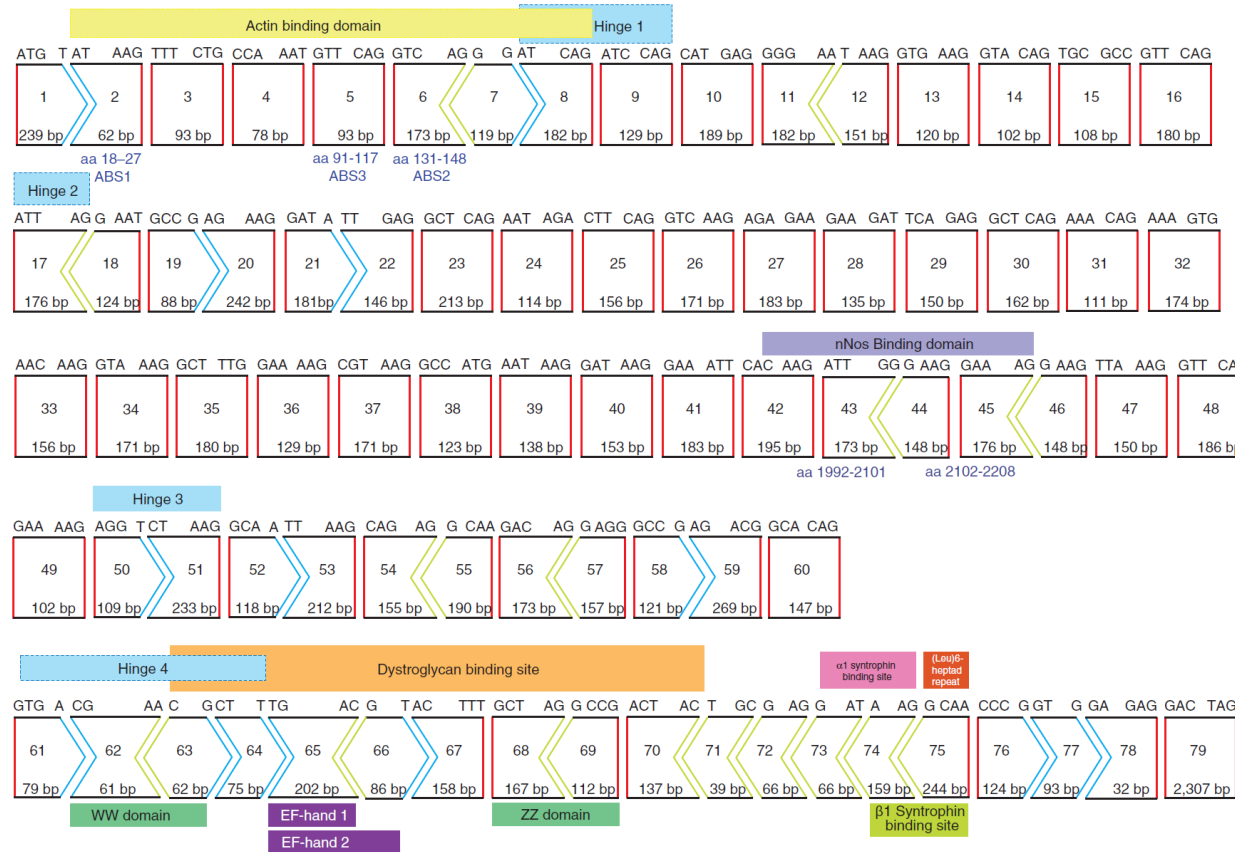 Actin binding domain
Hinge 1
ATG T AT AAG TTT CTG CCA AAT GTT CAG GTC AG G G AT CAG ATC CAG CAT GAG GGG AA T AAG GTG AAG GTA CAG TGC GCC GTT CAG
1 2 3 4 5 6 7 8 9 10 11 12 13 14 15 16
239 bp 62 bp 93 bp 78 bp 93 bp 173 bp 119 bp 182 bp 129 bp 189 bp 182 bp 151 bp 120 bp 102 bp 108 bp 180 bp
aa 18–27 aa 91-117 aa 131-148
ABS1 ABS3 ABS2
Hinge 2
ATT AG G AAT GCC G AG AAG GAT A TT GAG GCT CAG AAT AGA CTT CAG GTC AAG AGA GAA GAA GAT TCA GAG GCT CAG AAA CAG AAA GTG
17 18 19 20 21 22 23 24 25 26 27 28 29 30 31 32
176 bp 124 bp 88 bp 242 bp 181bp 146 bp 213 bp 114 bp 156 bp 171 bp 183 bp 135 bp 150 bp 162 bp 111 bp 174 bp
nNos Binding domain
AAC AAG GTA AAG GCT TTG GAA AAG CGT AAG GCC ATG AAT AAG GAT AAG GAA ATT CAC AAG ATT GG G AAG GAA AG G AAG TTA AAG GTT CA
33 34 35 36 37 38 39 40 41 42 43 44 45 46 47 48
156 bp 171 bp 180 bp 129 bp 171 bp 123 bp 138 bp 153 bp 183 bp 195 bp 173 bp 148 bp 176 bp 148 bp 150 bp 186 bp
aa 1992-2101 aa 2102-2208
Hinge 3
GAA AAG AGG T CT AAG GCA A TT AAG CAG AG G CAA GAC AG G AGG GCC G AG ACG GCA CAG
49 50 51 52 53 54 55 56 57 58 59 60
102 bp 109 bp 233 bp 118 bp 212 bp 155 bp 190 bp 173 bp 157 bp 121 bp 269 bp 147 bp
Hinge 4
Dystroglycan binding site
α1 syntrophin
binding site
(Leu)6-
heptad
repeat
GTG A CG AA C G CT T TG AC G T AC TTT GCT AG G CCG ACT AC T GC G AG G AT A AG G CAA CCC G GT G GA GAG GAC TAG
61 62 63 64 65 66 67 68 69 70 71 72 73 74 75 76 77 78 79
79 bp 61 bp 62 bp 75 bp 202 bp 86 bp 158 bp 167 bp 112 bp 137 bp 39 bp 66 bp 66 bp 159 bp 244 bp 124 bp 93 bp 32 bp 2,307 bp
WW domain
EF-hand 1
EF-hand 2
ZZ domain
β1 Syntrophin
binding site